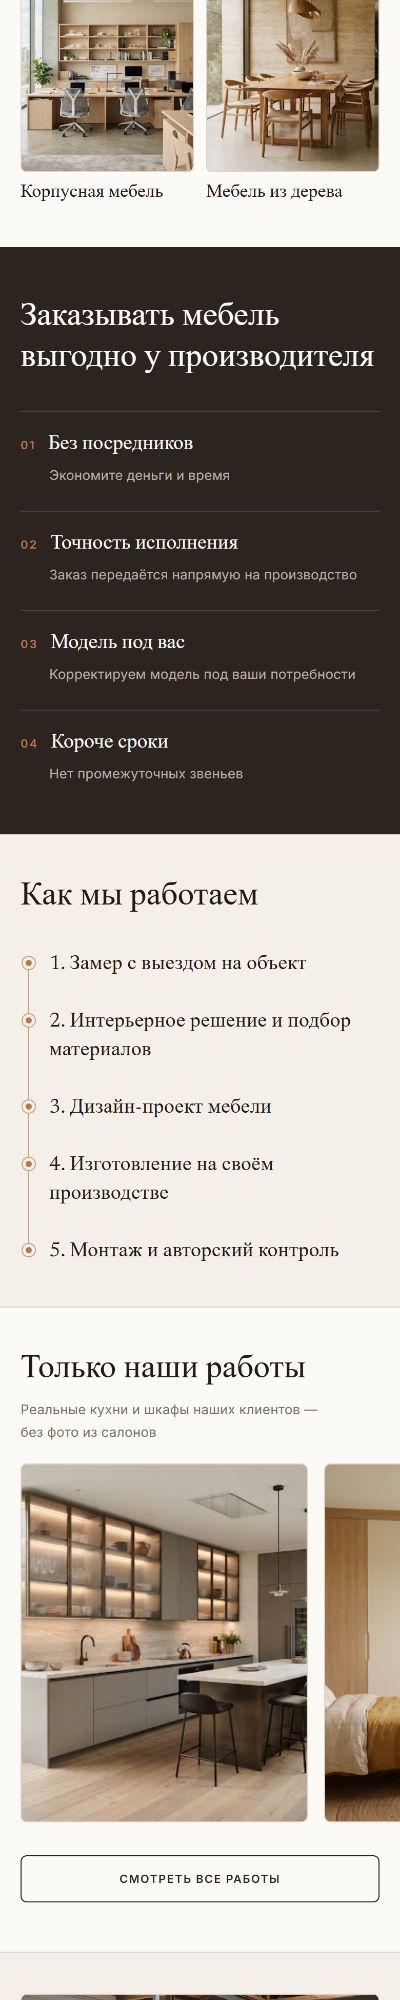 Корпусная мебель
Мебель из дерева
Заказывать мебель
выгодно у производителя
01 Без посредников
Экономите деньги и время
02 Точность исполнения
Заказ передаётся напрямую на производство
03 Модель под вас
Корректируем модель под ваши потребности
04 Короче сроки
Нет промежуточных звеньев
Как мы работаем
1. Замер с выездом на объект
2. Интерьерное решение и подбор
материалов
3. Дизайн-проект мебели
4. Изготовление на своём
производстве
5. Монтаж и авторский контроль
Только наши работы
Реальные кухни и шкафы наших клиентов —
без фото из салонов
СМОТРЕТЬ ВСЕ РАБОТЫ